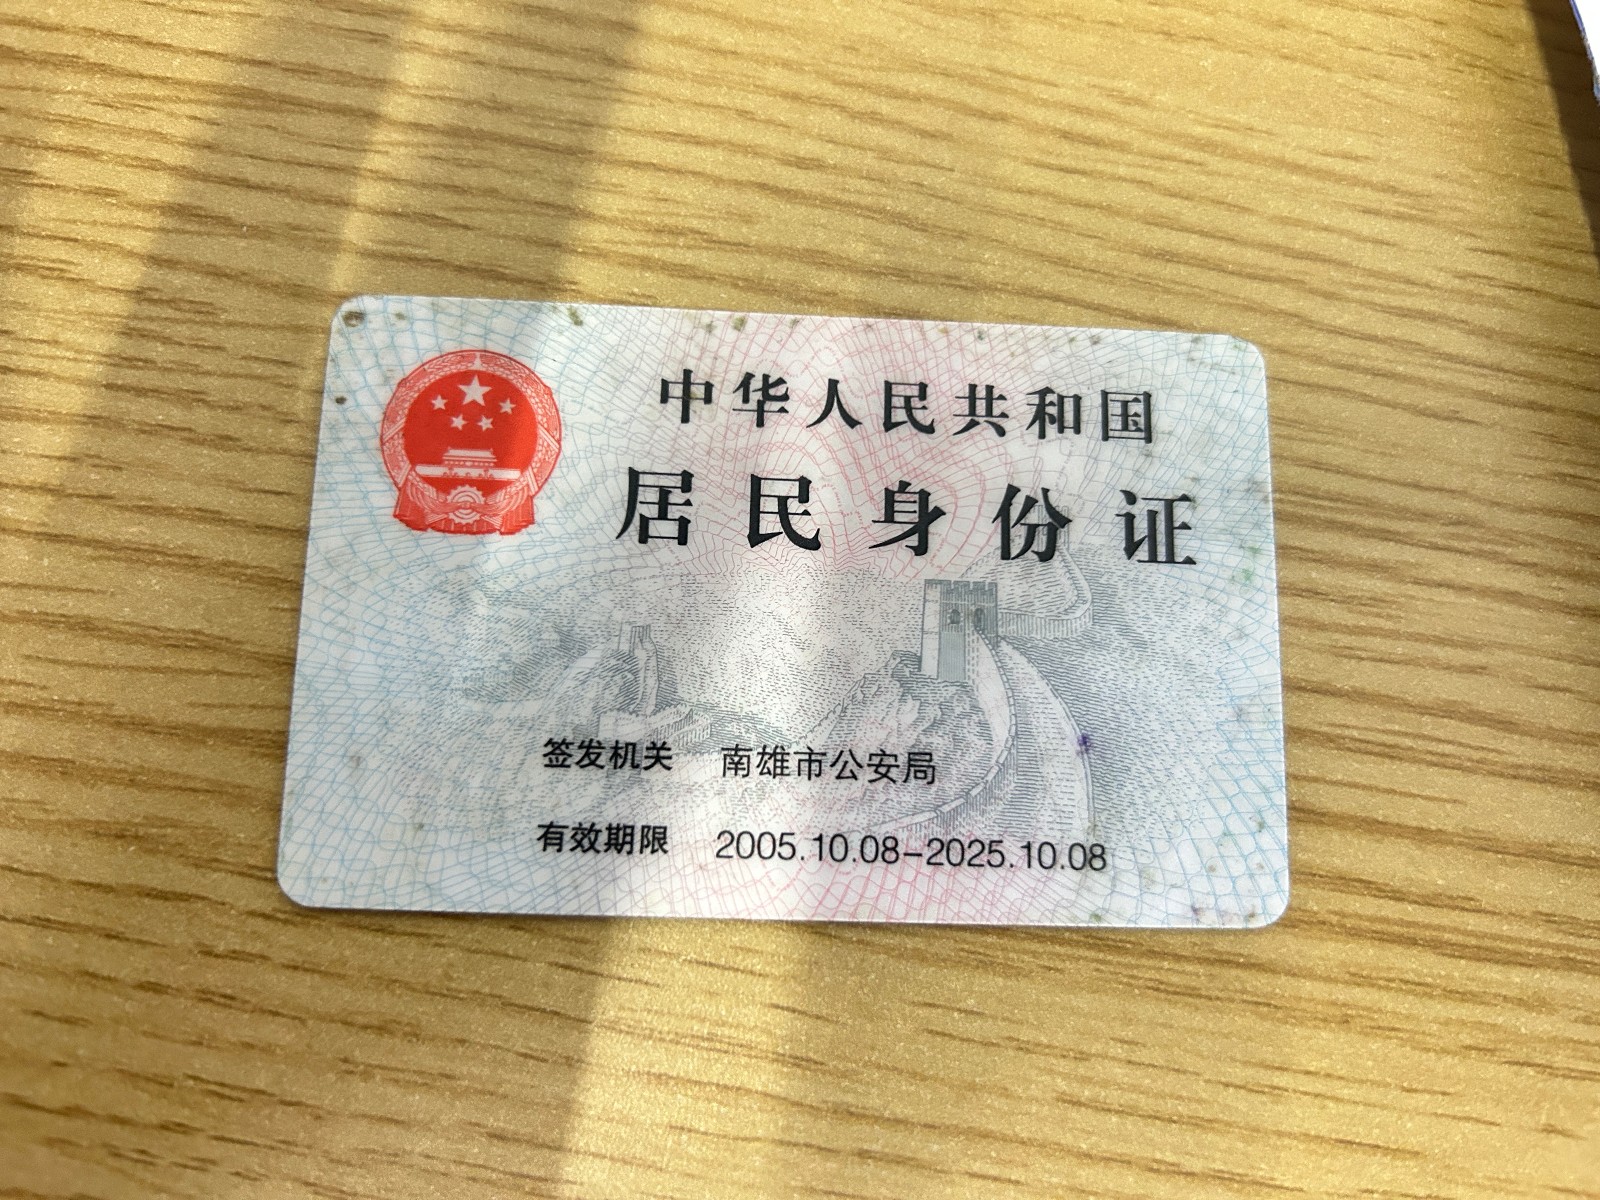 中华人民共和国
居民身份证
签发机关 南雄市公安局
有效期限 2005.10.08-2025.10.08